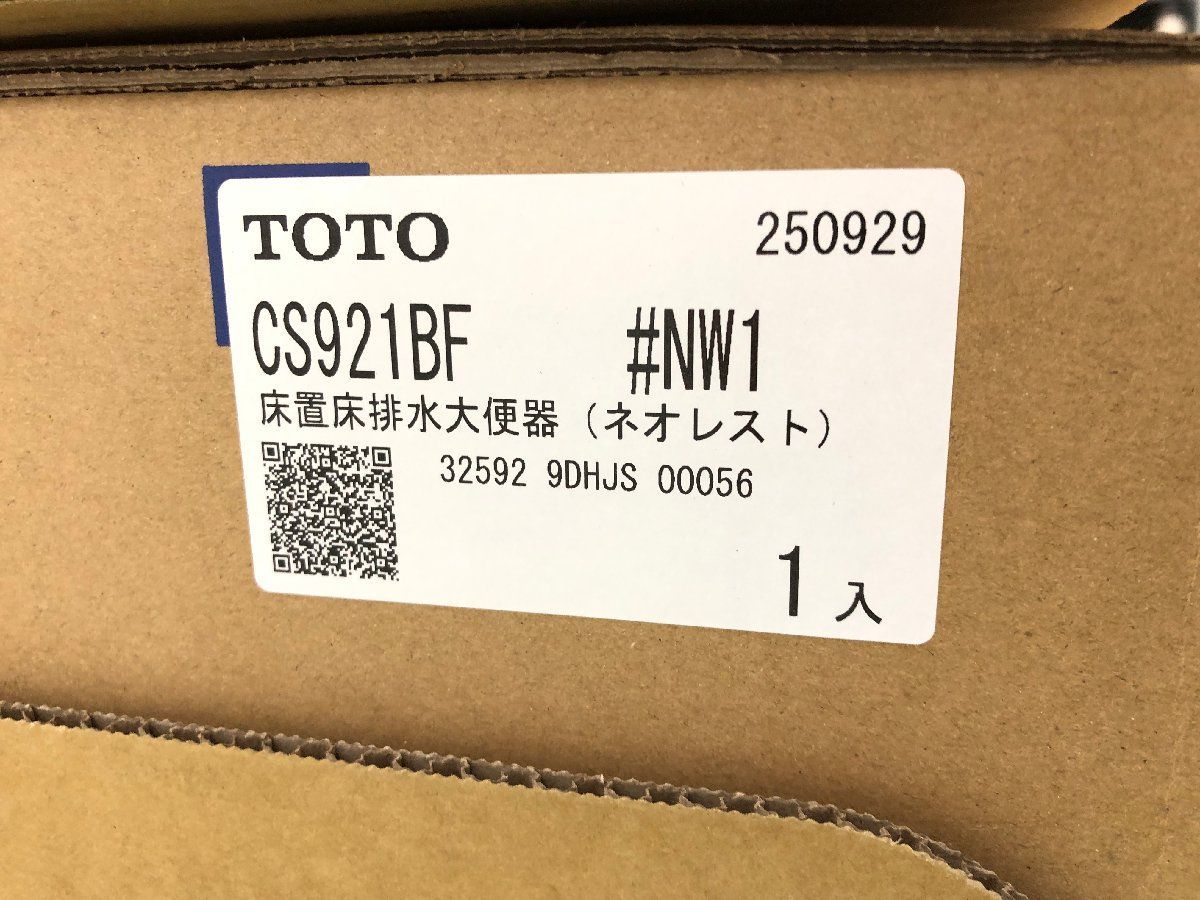 TOTO 250929
CS921BF #NW1
床置床排水大便器（ネオレスト）
32592 9DHJS 00056
1入